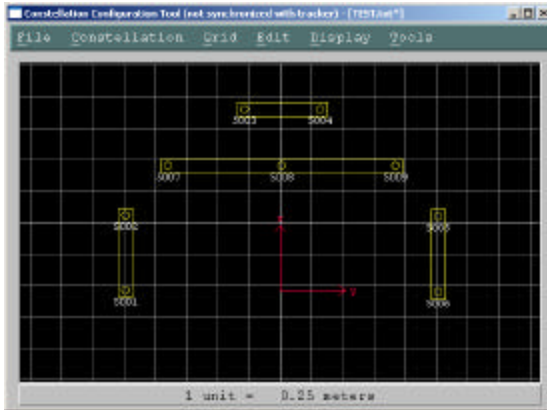 Constellation Configuration Tool (not synchronized with tracker) - [TEST.txt*]
File Constellation Grid Edit Display Tools
S003 S004
S007 S008 S009
S002 S005
S001 S006
1 unit = 0.25 meters